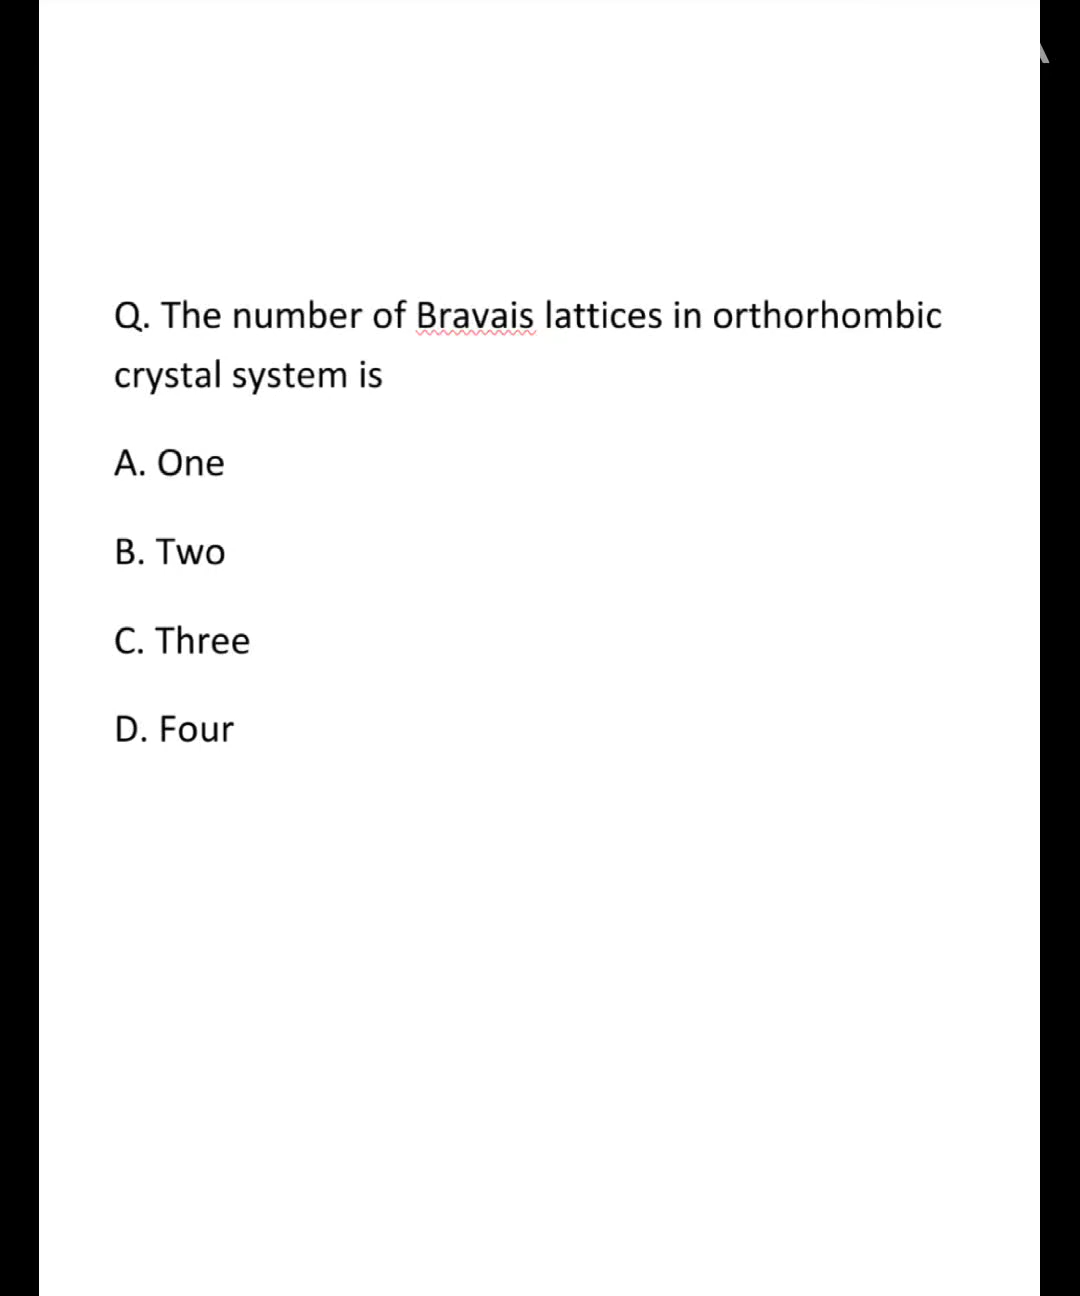 Q. The number of Bravais lattices in orthorhombic
crystal system is
A. One
B. Two
C. Three
D. Four